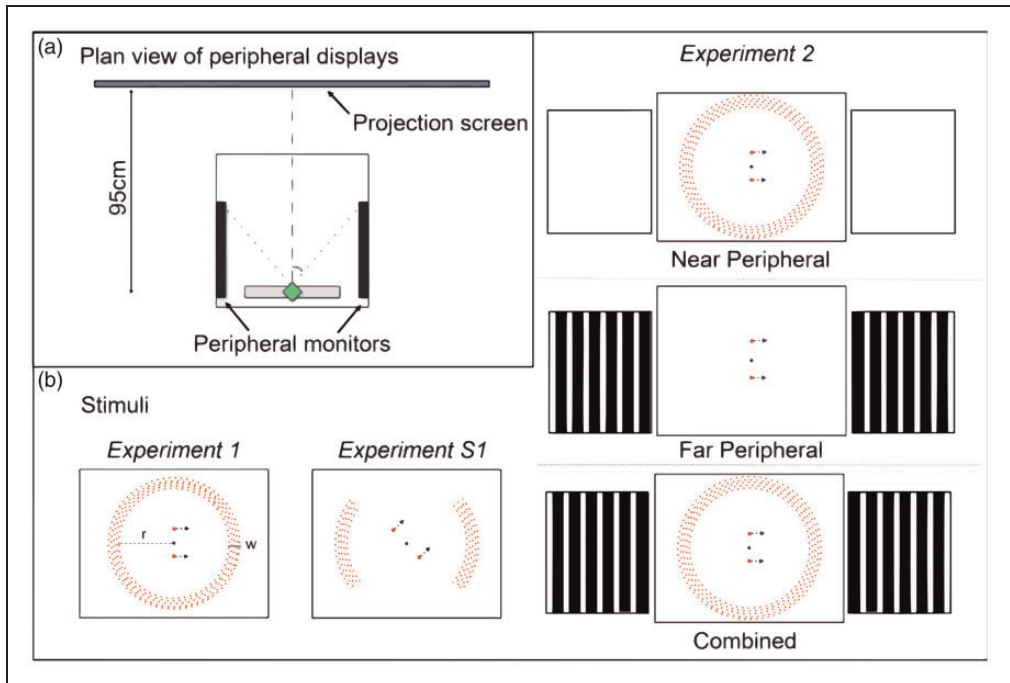 (a)
Plan view of peripheral displays
Projection screen
95cm
Peripheral monitors
(b)
Stimuli
Experiment 1
r
w
Experiment S1
Experiment 2
Near Peripheral
Far Peripheral
Combined